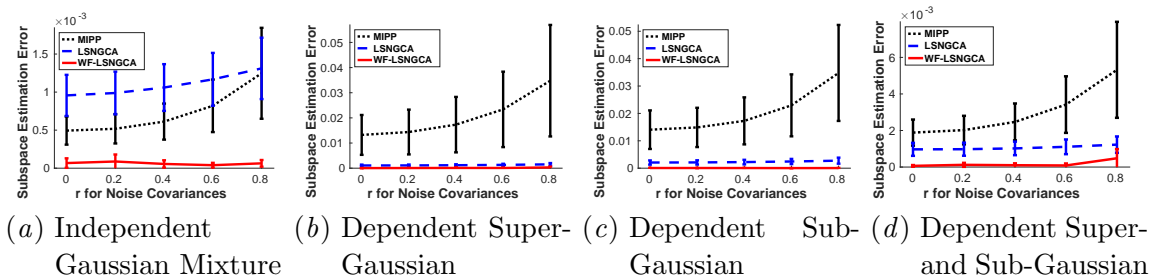 ×10⁻³
Subspace Estimation Error
1.5
1
0.5
0
MIPP
LSNGCA
WF-LSNGCA
0 0.2 0.4 0.6 0.8
r for Noise Covariances
(a) Independent
Gaussian Mixture
Subspace Estimation Error
0.05
0.04
0.03
0.02
0.01
0
MIPP
LSNGCA
WF-LSNGCA
0 0.2 0.4 0.6 0.8
r for Noise Covariances
(b) Dependent Super-
Gaussian
Subspace Estimation Error
0.05
0.04
0.03
0.02
0.01
0
MIPP
LSNGCA
WF-LSNGCA
0 0.2 0.4 0.6 0.8
r for Noise Covariances
(c) Dependent Sub-
Gaussian
×10⁻³
Subspace Estimation Error
8
6
4
2
0
MIPP
LSNGCA
WF-LSNGCA
0 0.2 0.4 0.6 0.8
r for Noise Covariances
(d) Dependent Super-
and Sub-Gaussian